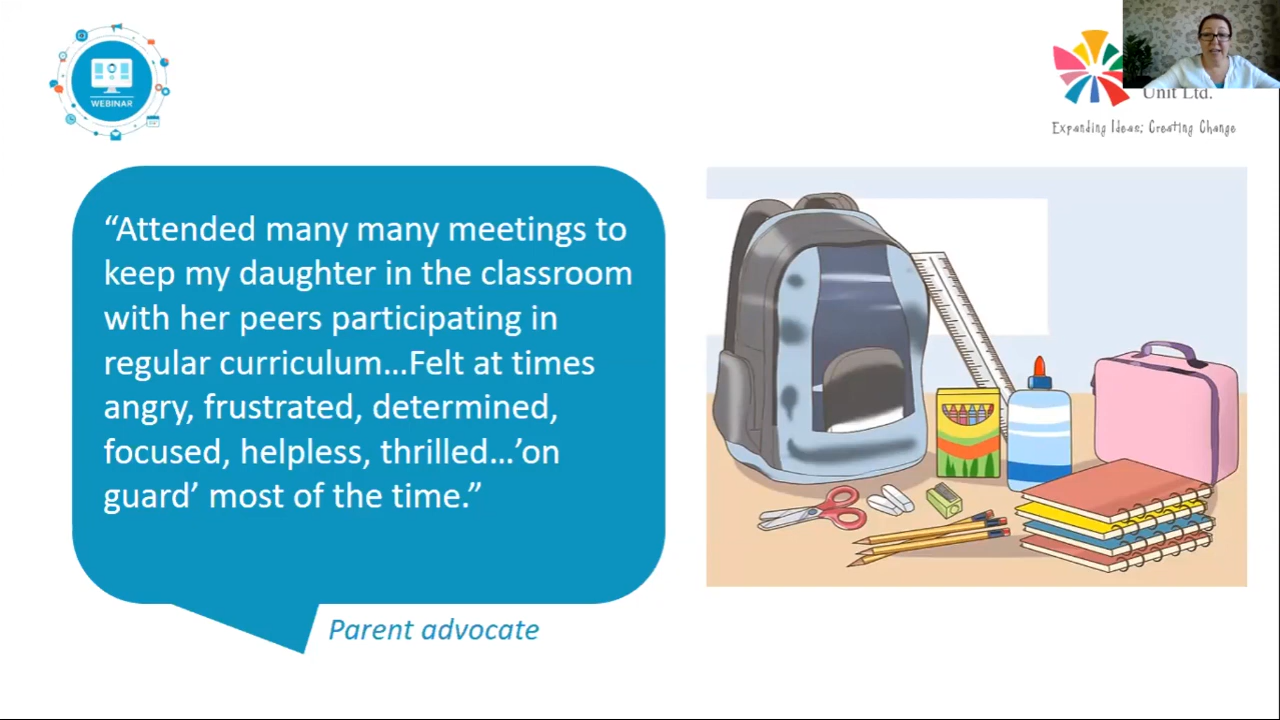 WEBINAR
Unit Ltd.
Expanding Ideas; Creating Change
“Attended many many meetings to
keep my daughter in the classroom
with her peers participating in
regular curriculum...Felt at times
angry, frustrated, determined,
focused, helpless, thrilled...’on
guard’ most of the time.”
Parent advocate